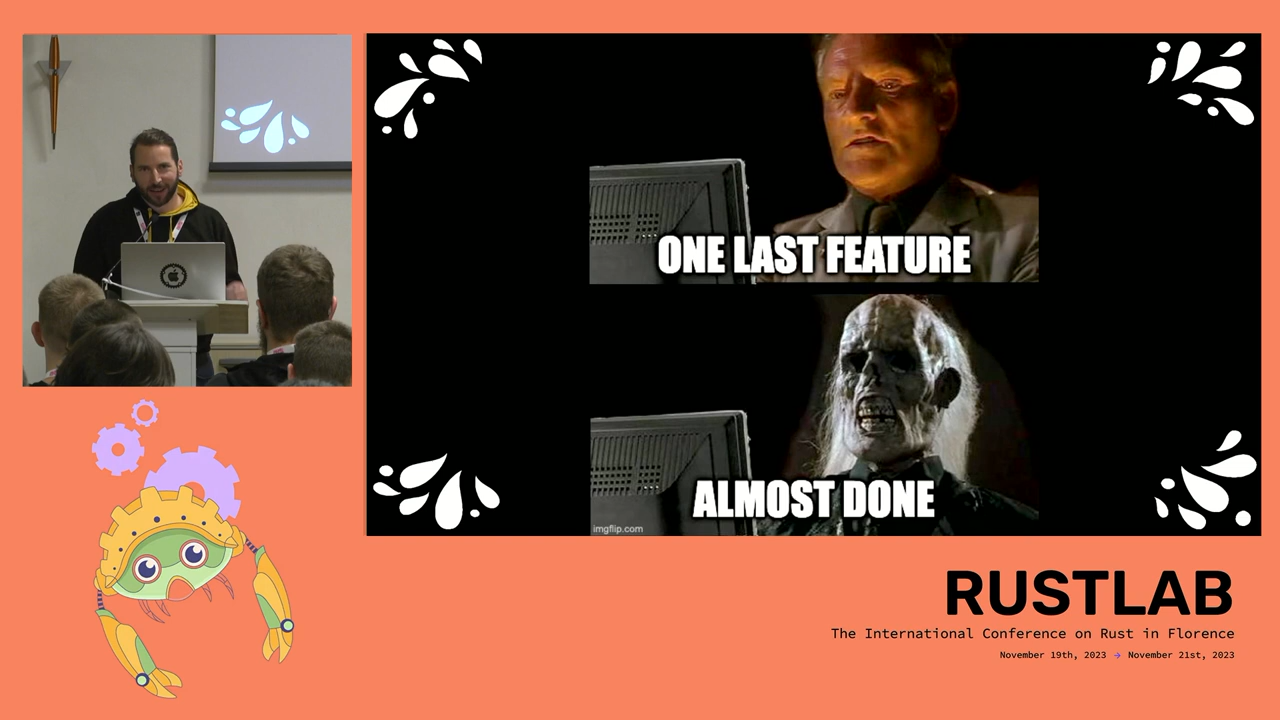 ONE LAST FEATURE
ALMOST DONE
imgflip.com
RUSTLAB
The International Conference on Rust in Florence
November 19th, 2023 → November 21st, 2023